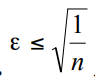 ε ≤ √(1/n)